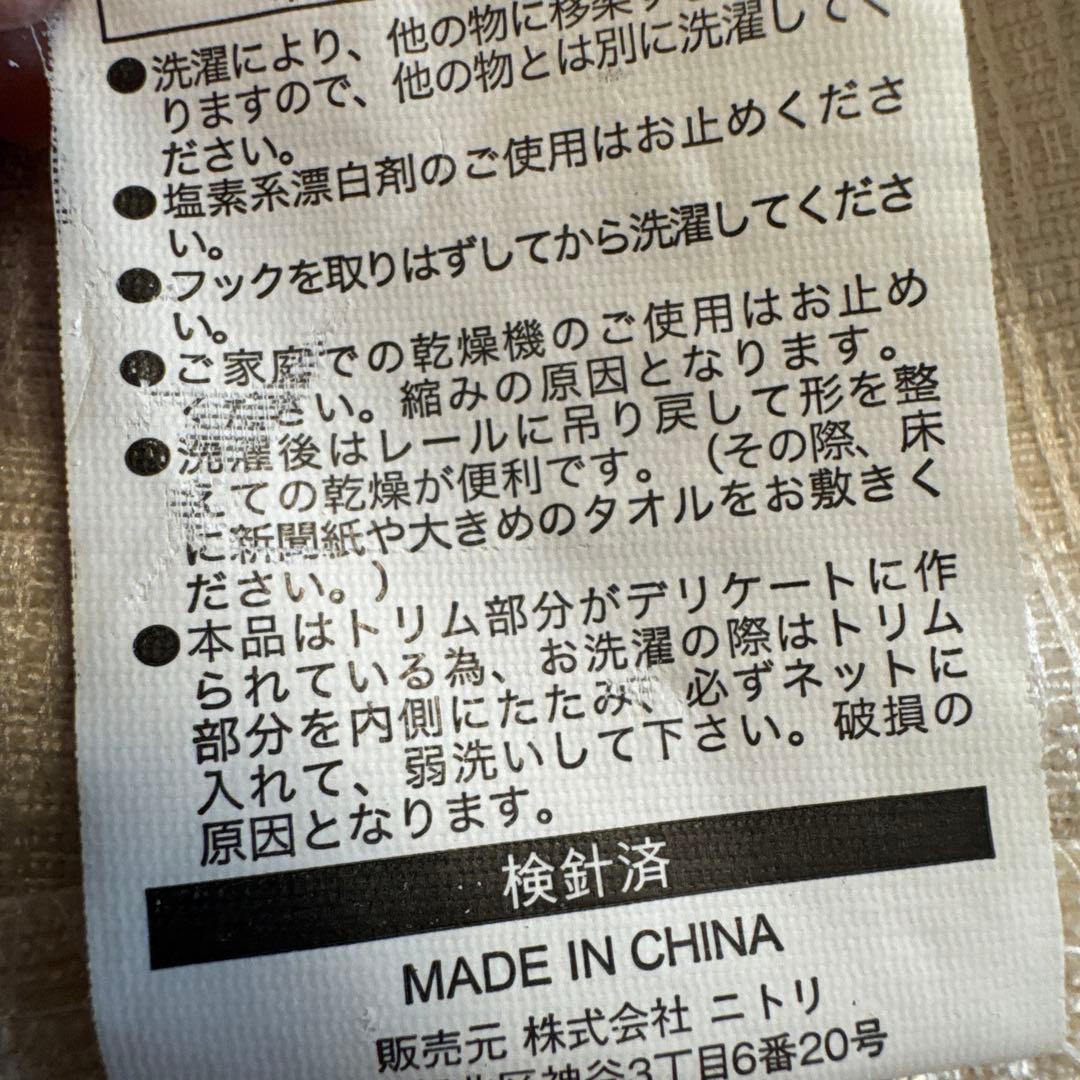 ●洗濯により、他の物に移染す
りますので、他の物とは別に洗濯してく
ださい。
●塩素系漂白剤のご使用はお止めくださ
い。
●フックを取りはずしてから洗濯してくださ
い。
●ご家庭での乾燥機のご使用はお止め
ください。縮みの原因となります。
●洗濯後はレールに吊り戻して形を整
えての乾燥が便利です。（その際、床
に新聞紙や大きめのタオルをお敷きく
ださい。）
●本品はトリム部分がデリケートに作
られている為、お洗濯の際はトリム
部分を内側にたたみ、必ずネットに
入れて、弱洗いして下さい。破損の
原因となります。
検針済
MADE IN CHINA
販売元 株式会社 ニトリ
区神谷3丁目6番20号